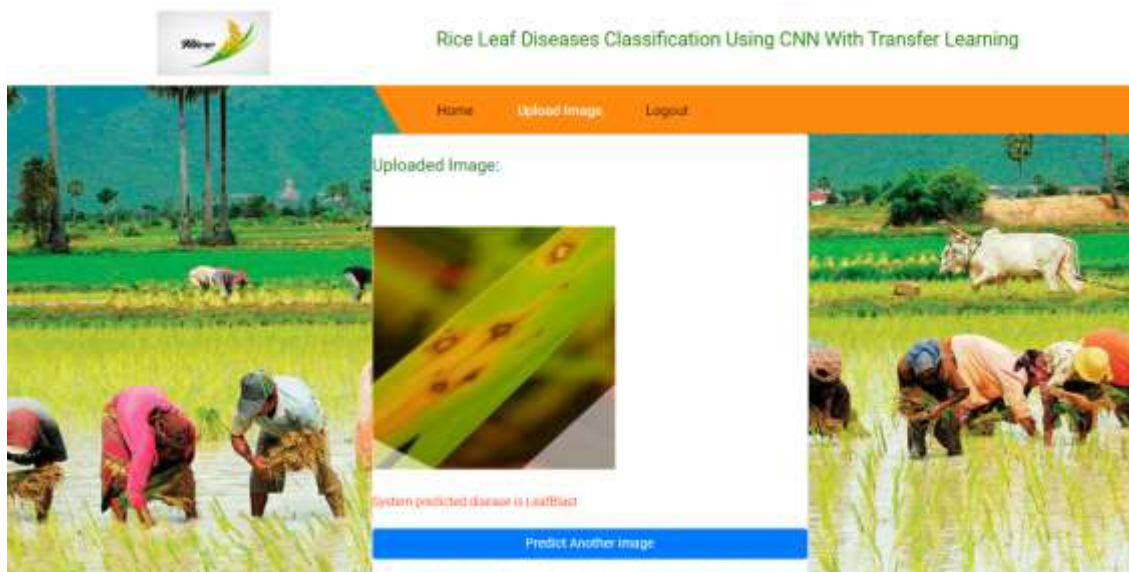 Rice Leaf Diseases Classification Using CNN With Transfer Learning
Home Upload Image Logout
Uploaded Image:
System predicted disease is LeafBlast
Predict Another Image